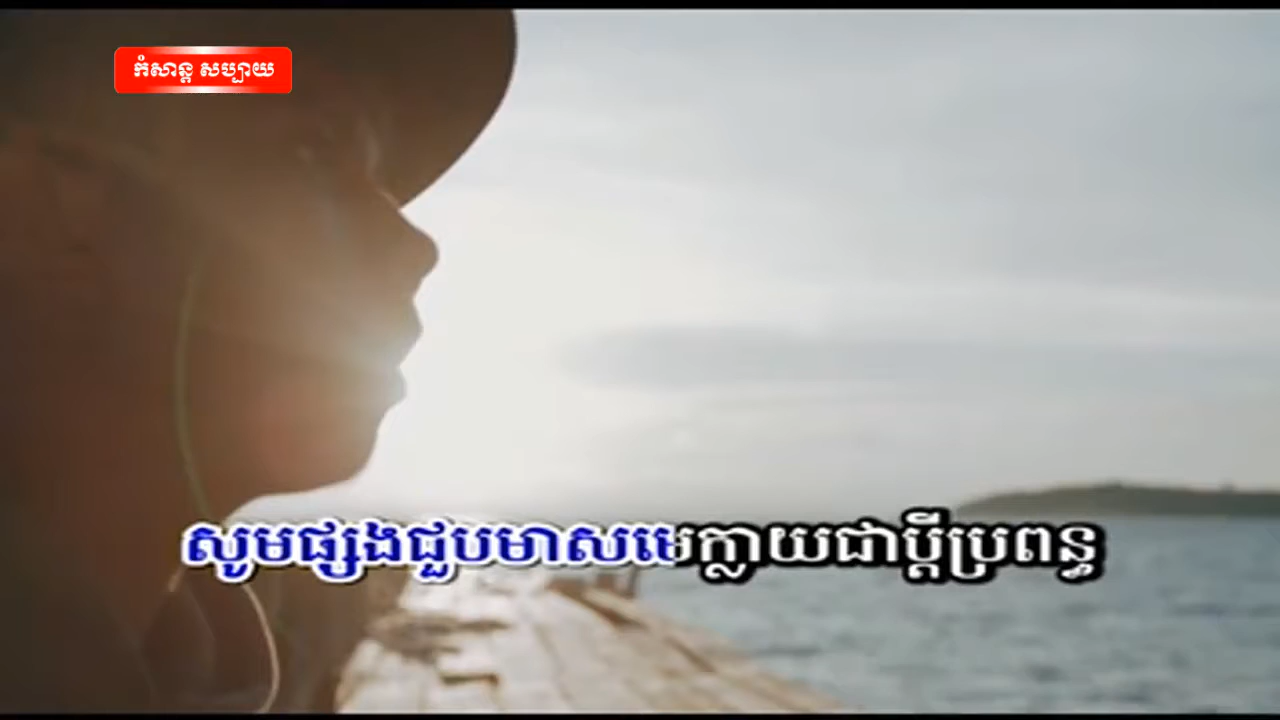 កំសាន្ត សប្បាយ
សូមផ្សងជួបមាសមេក្លាយជាប្តីប្រពន្ធ